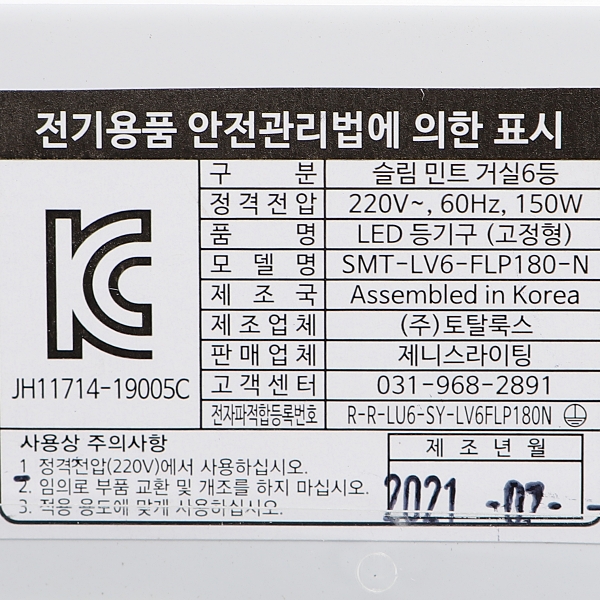 전기용품 안전관리법에 의한 표시
구 분 슬림 민트 거실6등
정격전압 220V~, 60Hz, 150W
품 명 LED 등기구 (고정형)
모 델 명 SMT-LV6-FLP180-N
제 조 국 Assembled in Korea
제조업체 (주)토탈룩스
판매업체 제니스라이팅
고객센터 031-968-2891
전자파적합등록번호 R-R-LU6-SY-LV6FLP180N
KC
JH11714-19005C
사용상 주의사항
1. 정격전압(220V)에서 사용하십시오.
2. 임의로 부품 교환 및 개조를 하지 마십시오.
3. 적용 용도에 맞게 사용하십시오.
제 조 년 월
2021 -07-